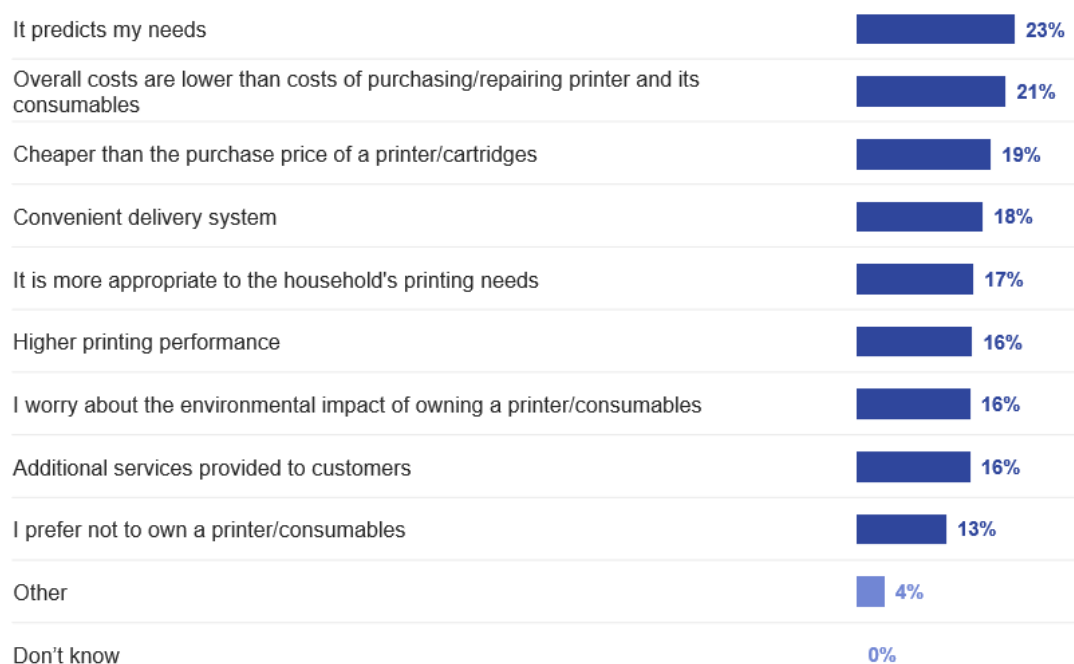 It predicts my needs 23%
Overall costs are lower than costs of purchasing/repairing printer and its
consumables 21%
Cheaper than the purchase price of a printer/cartridges 19%
Convenient delivery system 18%
It is more appropriate to the household's printing needs 17%
Higher printing performance 16%
I worry about the environmental impact of owning a printer/consumables 16%
Additional services provided to customers 16%
I prefer not to own a printer/consumables 13%
Other 4%
Don’t know 0%